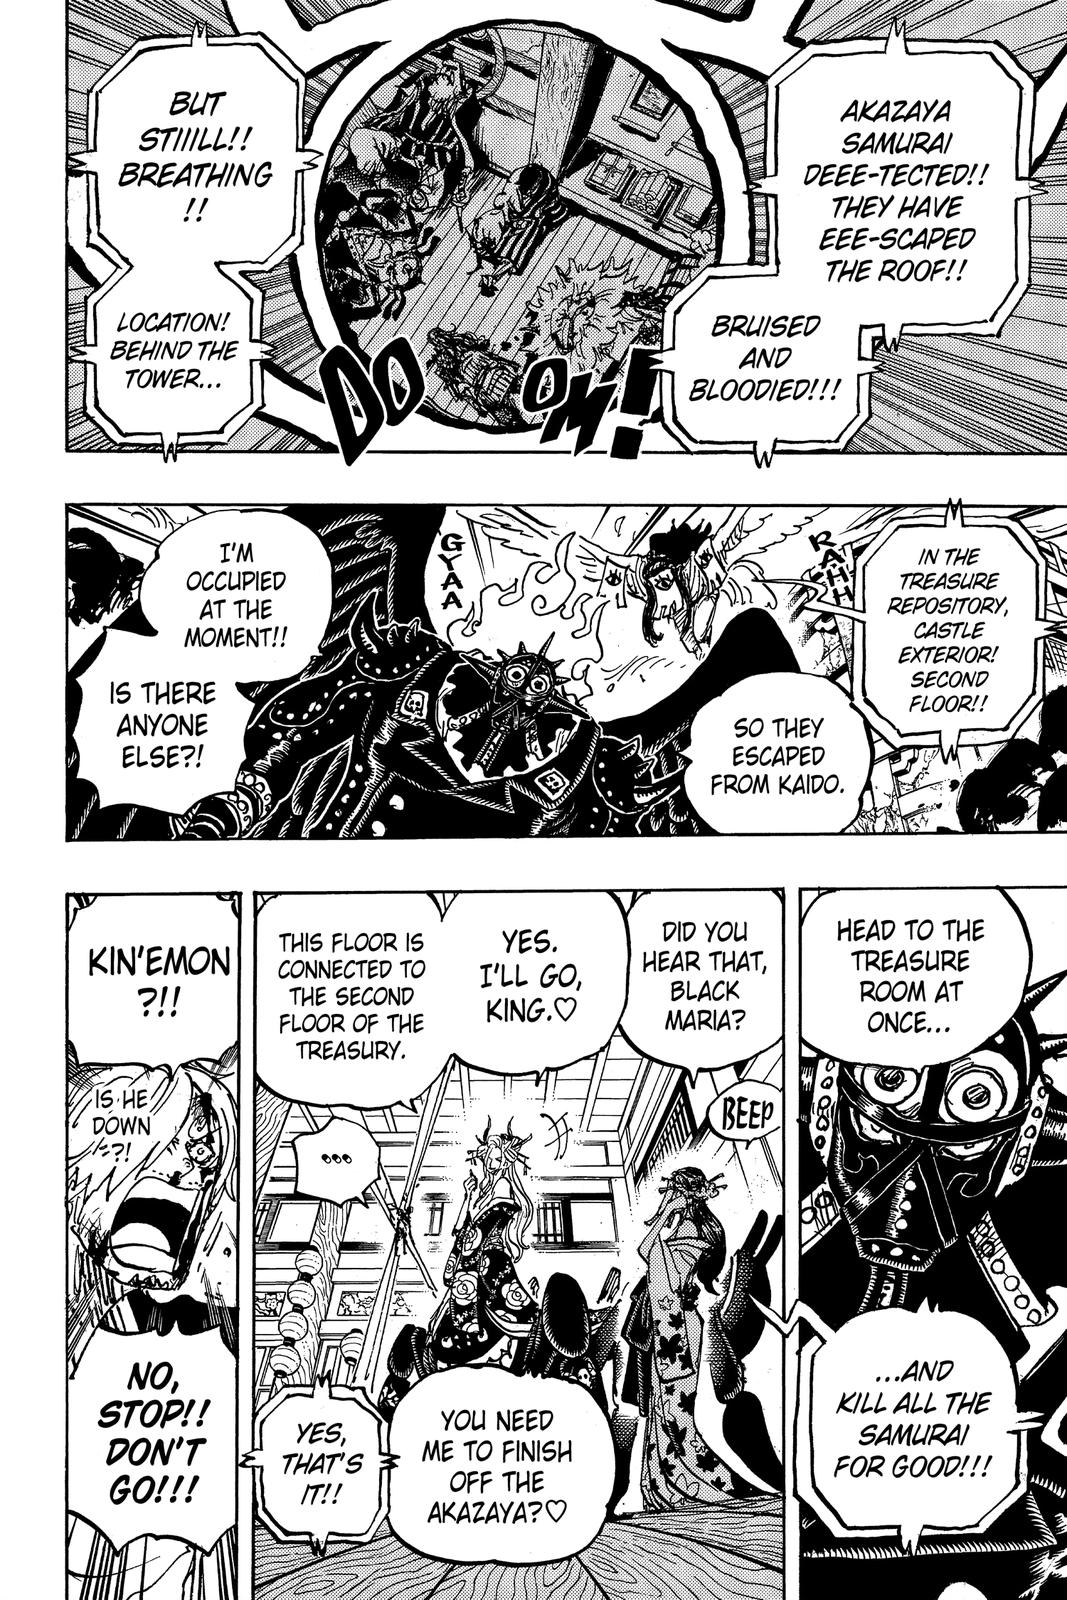 AKAZAYA
SAMURAI
DEEE-TECTED!!
THEY HAVE
EEE-SCAPED
THE ROOF!!
BRUISED
AND
BLOODIED!!!
BUT
STIIILL!!
BREATHING
!!
LOCATION!
BEHIND THE
TOWER...
DOOOM!
IN THE
TREASURE
REPOSITORY,
CASTLE
EXTERIOR!
SECOND
FLOOR!!
RAHH
SO THEY
ESCAPED
FROM KAIDO.
GYAA
I'M
OCCUPIED
AT THE
MOMENT!!
IS THERE
ANYONE
ELSE?!
HEAD TO THE
TREASURE
ROOM AT
ONCE...
...AND
KILL ALL THE
SAMURAI
FOR GOOD!!!
DID YOU
HEAR THAT,
BLACK
MARIA?
BEEP
YES.
I'LL GO,
KING.♡
THIS FLOOR IS
CONNECTED TO
THE SECOND
FLOOR OF THE
TREASURY.
...
YOU NEED
ME TO FINISH
OFF THE
AKAZAYA?♡
YES,
THAT'S
IT!!
KIN'EMON
?!!
IS HE
DOWN
?!
NO,
STOP!!
DON'T
GO!!!